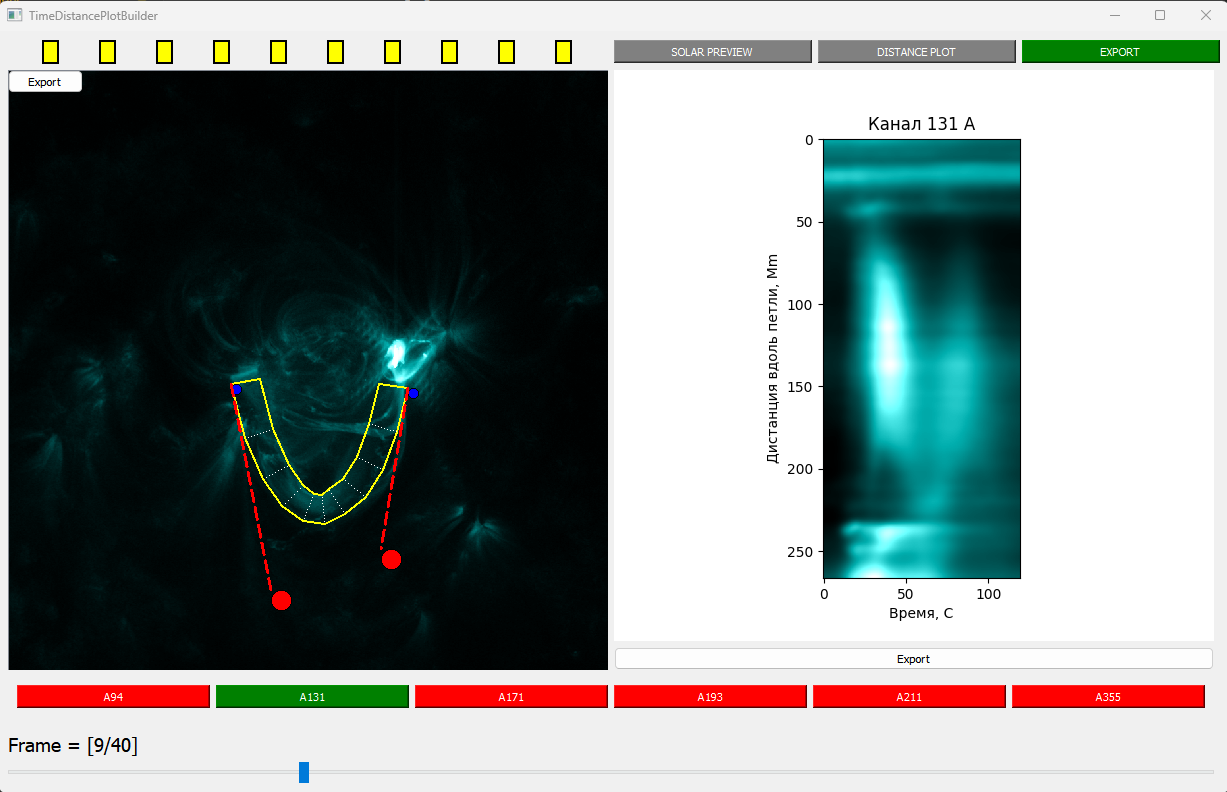 TimeDistancePlotBuilder
SOLAR PREVIEW
DISTANCE PLOT
EXPORT
Export
Канал 131 A
0
50
100
150
200
250
Дистанция вдоль петли, Mm
0
50
100
Время, С
Export
A94
A131
A171
A193
A211
A355
Frame = [9/40]